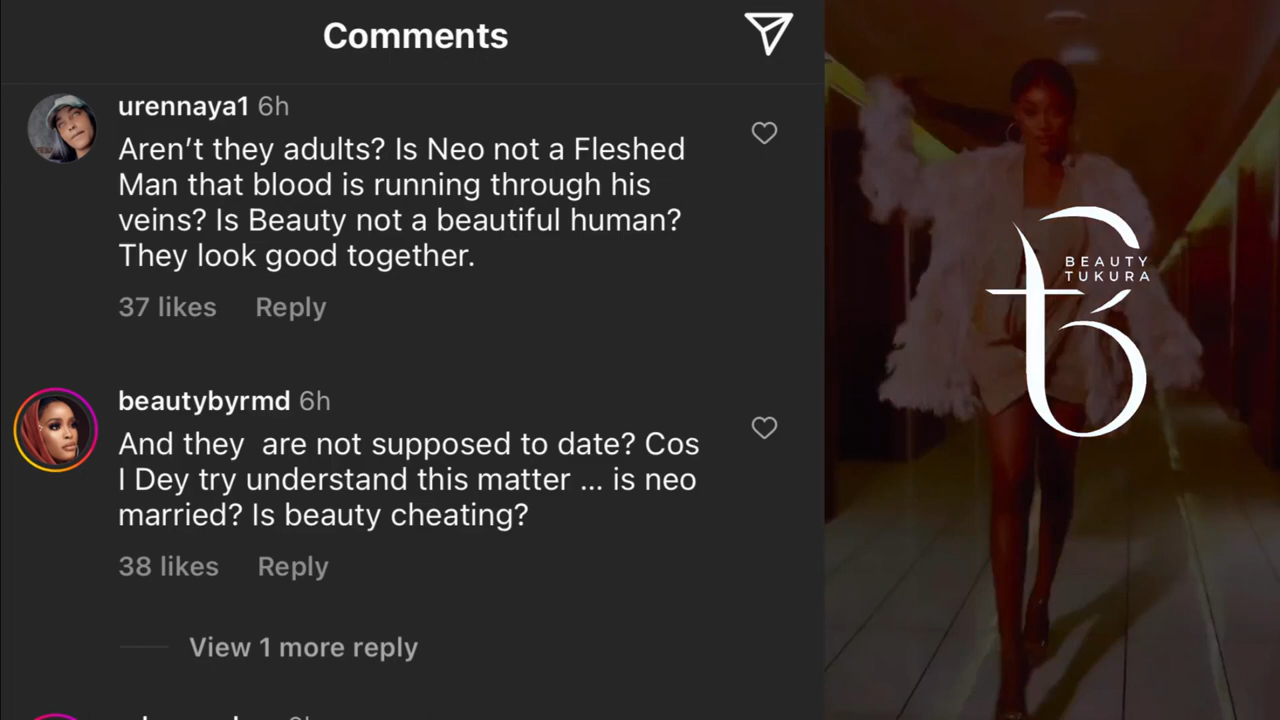 Comments
urennaya1 6h
Aren’t they adults? Is Neo not a Fleshed
Man that blood is running through his
veins? Is Beauty not a beautiful human?
They look good together.
37 likes Reply
beautybyrmd 6h
And they  are not supposed to date? Cos
I Dey try understand this matter ... is neo
married? Is beauty cheating?
38 likes Reply
View 1 more reply
BEAUTY
TUKURA